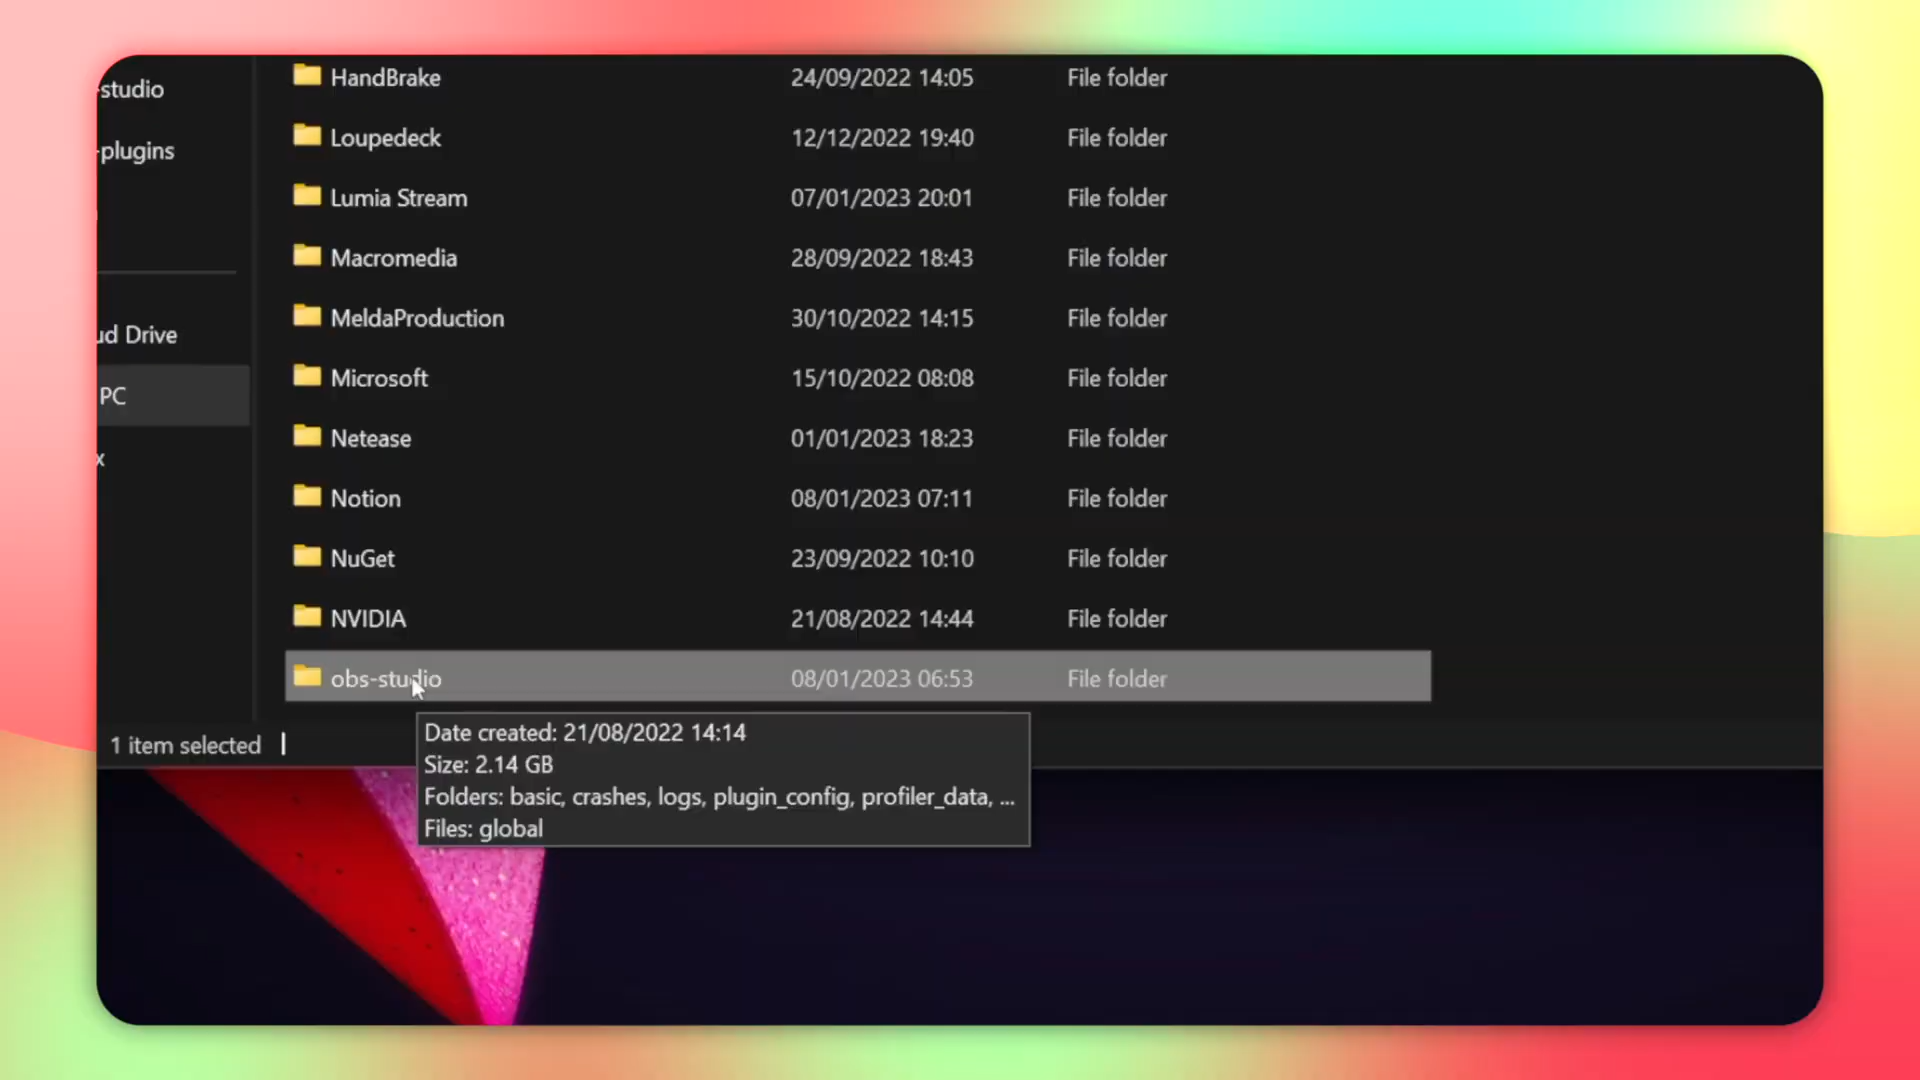 -studio
-plugins
ud Drive
PC
x
HandBrake 24/09/2022 14:05 File folder
Loupedeck 12/12/2022 19:40 File folder
Lumia Stream 07/01/2023 20:01 File folder
Macromedia 28/09/2022 18:43 File folder
MeldaProduction 30/10/2022 14:15 File folder
Microsoft 15/10/2022 08:08 File folder
Netease 01/01/2023 18:23 File folder
Notion 08/01/2023 07:11 File folder
NuGet 23/09/2022 10:10 File folder
NVIDIA 21/08/2022 14:44 File folder
obs-studio 08/01/2023 06:53 File folder
1 item selected
Date created: 21/08/2022 14:14
Size: 2.14 GB
Folders: basic, crashes, logs, plugin_config, profiler_data, ...
Files: global